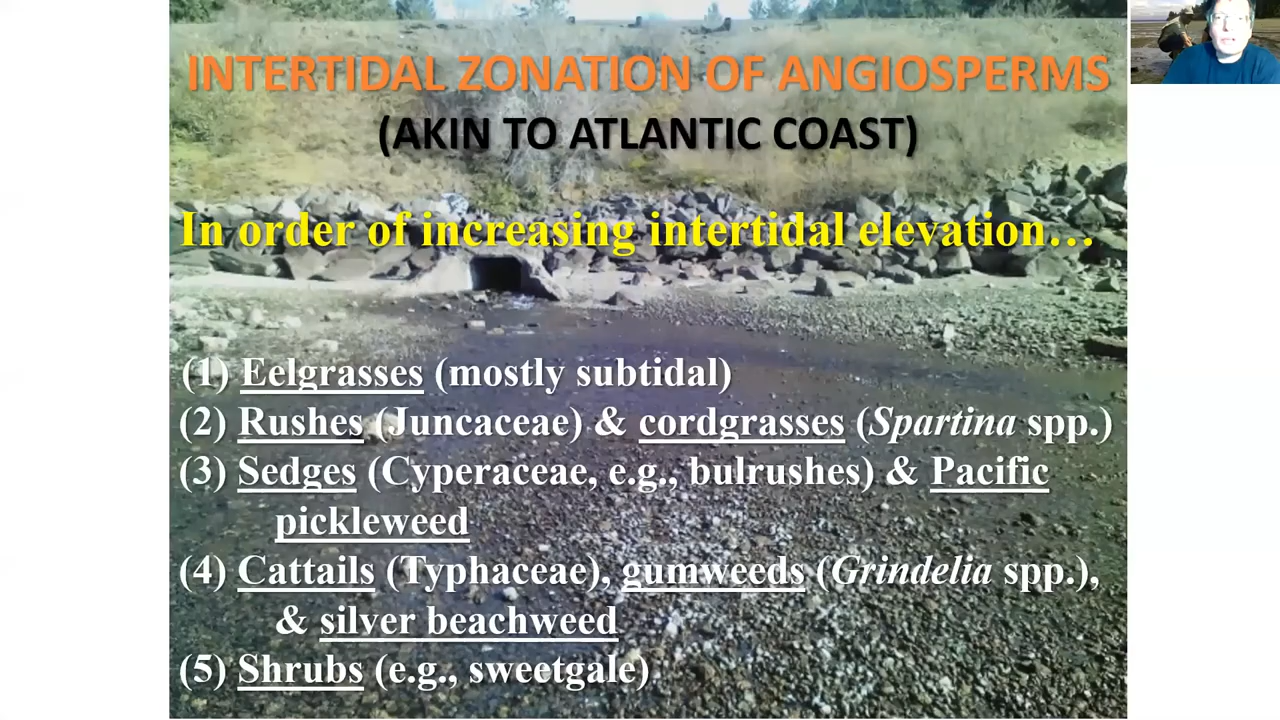 INTERTIDAL ZONATION OF ANGIOSPERMS
(AKIN TO ATLANTIC COAST)
In order of increasing intertidal elevation…
(1) Eelgrasses (mostly subtidal)
(2) Rushes (Juncaceae) & cordgrasses (Spartina spp.)
(3) Sedges (Cyperaceae, e.g., bulrushes) & Pacific
pickleweed
(4) Cattails (Typhaceae), gumweeds (Grindelia spp.),
& silver beachweed
(5) Shrubs (e.g., sweetgale)